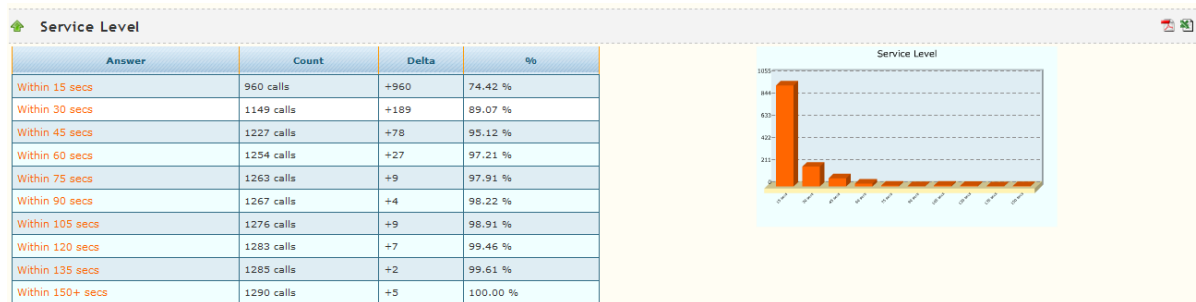 Service Level
Answer Count Delta %
Within 15 secs 960 calls +960 74.42 %
Within 30 secs 1149 calls +189 89.07 %
Within 45 secs 1227 calls +78 95.12 %
Within 60 secs 1254 calls +27 97.21 %
Within 75 secs 1263 calls +9 97.91 %
Within 90 secs 1267 calls +4 98.22 %
Within 105 secs 1276 calls +9 98.91 %
Within 120 secs 1283 calls +7 99.46 %
Within 135 secs 1285 calls +2 99.61 %
Within 150+ secs 1290 calls +5 100.00 %
Service Level
1055
844
633
422
211
0